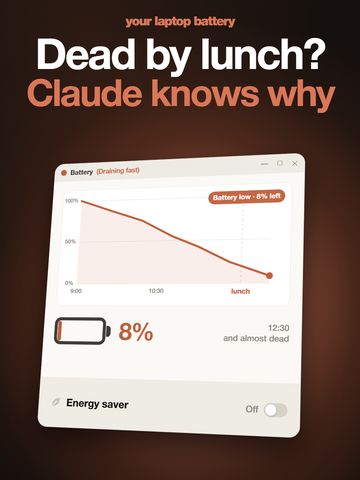 your laptop battery
Dead by lunch?
Claude knows why
Battery (Draining fast)
Battery low · 8% left
100%
50%
0%
9:00 10:30 lunch
8%
12:30
and almost dead
Energy saver Off